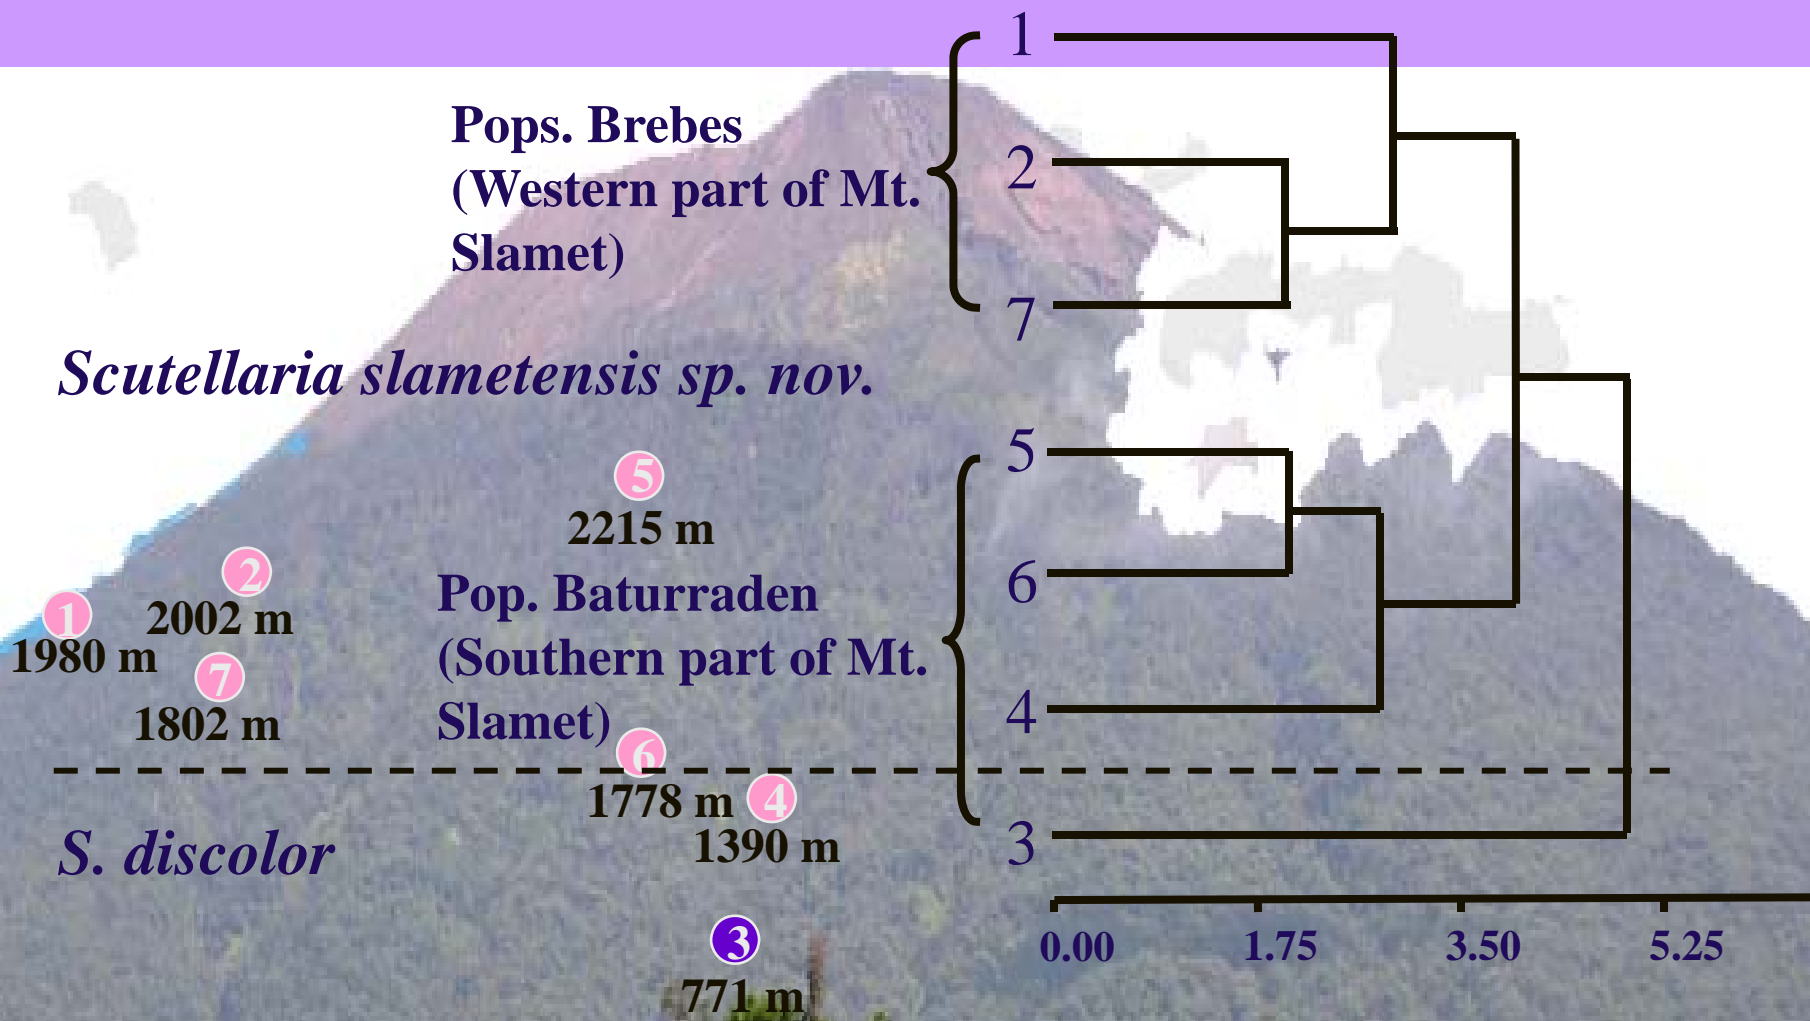 1
Pops. Brebes
(Western part of Mt.
Slamet)
2
7
Scutellaria slametensis sp. nov.
5
5
2215 m
2
2002 m
1
1980 m
7
1802 m
Pop. Baturraden
(Southern part of Mt.
Slamet)
6
4
6
1778 m
4
1390 m
S. discolor
3
3
771 m
0.00 1.75 3.50 5.25